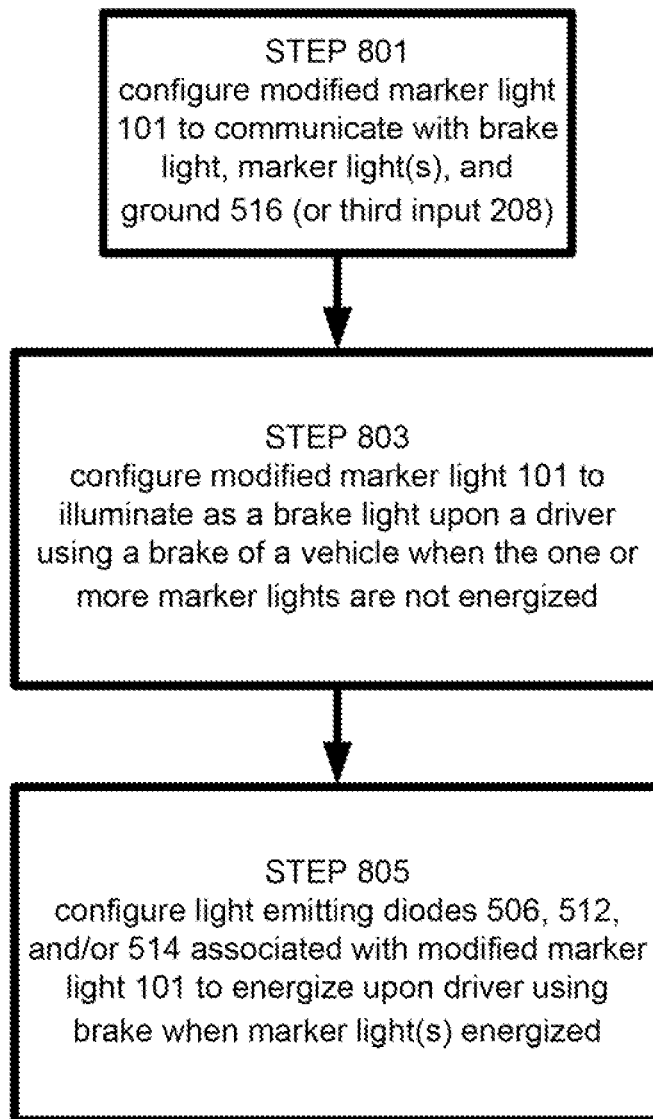 STEP 801
configure modified marker light
101 to communicate with brake
light, marker light(s), and
ground 516 (or third input 208)
STEP 803
configure modified marker light 101 to
illuminate as a brake light upon a driver
using a brake of a vehicle when the one or
more marker lights are not energized
STEP 805
configure light emitting diodes 506, 512,
and/or 514 associated with modified marker
light 101 to energize upon driver using
brake when marker light(s) energized